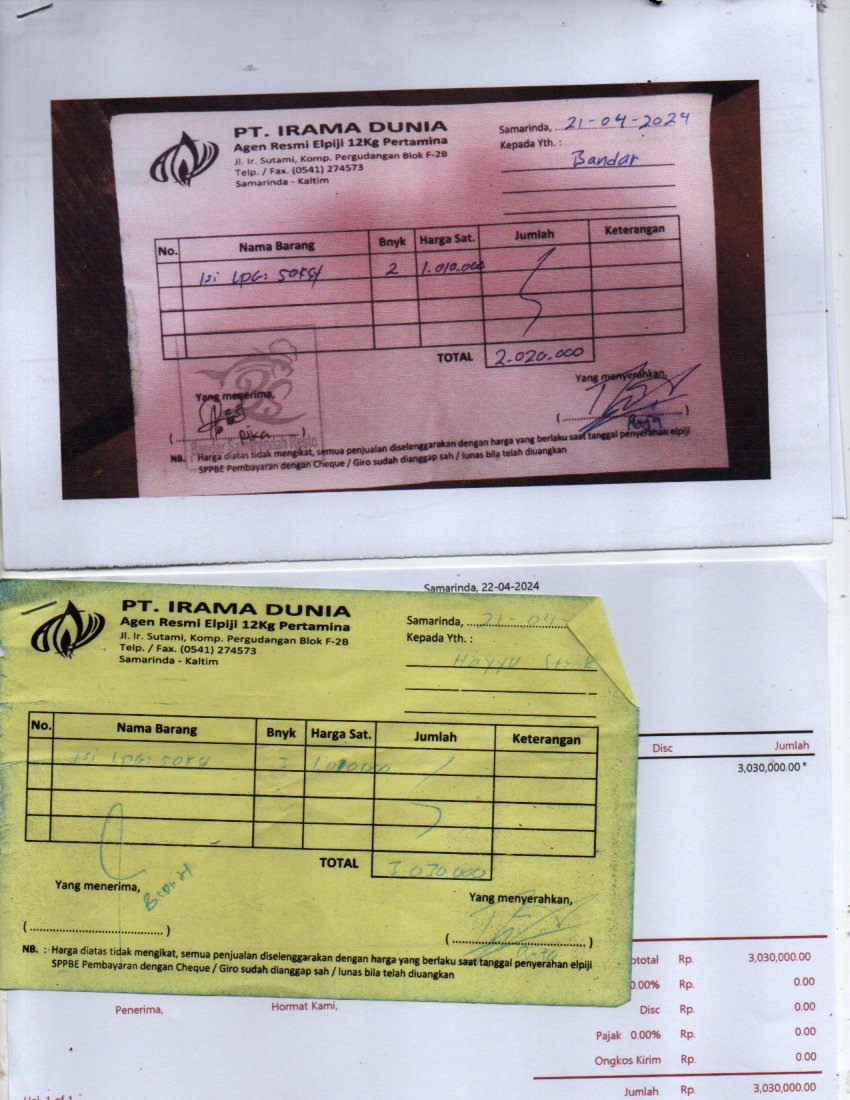 PT. IRAMA DUNIA
Agen Resmi Elpiji 12Kg Pertamina
Jl. Ir. Sutami, Komp. Pergudangan Blok F-2B
Telp. / Fax. (0541) 274573
Samarinda - Kaltim
Samarinda, 21-04-2024
Kepada Yth. :
Bandar
No. Nama Barang Bnyk Harga Sat. Jumlah Keterangan
Isi LPG 50kg 2 1.010.000
TOTAL 2.020.000
Yang menerima, Yang menyerahkan,
(Rika) ( )
NB. : Harga diatas tidak mengikat, semua penjualan diselenggarakan dengan harga yang berlaku saat tanggal penyerahan elpiji
SPPBE Pembayaran dengan Cheque / Giro sudah dianggap sah / lunas bila telah diuangkan
Samarinda, 22-04-2024
PT. IRAMA DUNIA
Agen Resmi Elpiji 12Kg Pertamina
Jl. Ir. Sutami, Komp. Pergudangan Blok F-2B
Telp. / Fax. (0541) 274573
Samarinda - Kaltim
Samarinda, 21-04-
Kepada Yth. :
No. Nama Barang Bnyk Harga Sat. Jumlah Keterangan
Isi LPG 50kg 3 1.010.000
TOTAL 3.030.000
Yang menerima, Yang menyerahkan,
( ) ( )
NB. : Harga diatas tidak mengikat, semua penjualan diselenggarakan dengan harga yang berlaku saat tanggal penyerahan elpiji
SPPBE Pembayaran dengan Cheque / Giro sudah dianggap sah / lunas bila telah diuangkan
Disc Jumlah
3,030,000.00 *
Rp. 3,030,000.00
0.00% Rp. 0.00
Disc Rp. 0.00
Pajak 0.00% Rp. 0.00
Ongkos Kirim Rp. 0.00
Jumlah Rp. 3,030,000.00
Penerima, Hormat Kami,